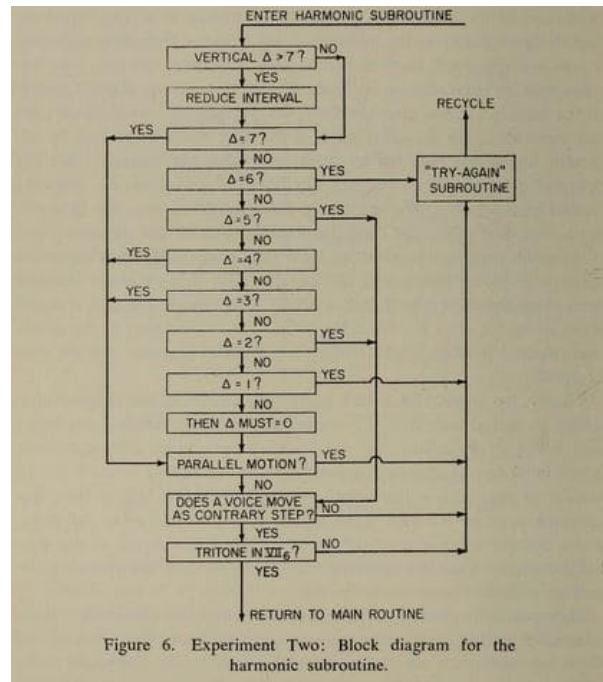 ENTER HARMONIC SUBROUTINE
VERTICAL Δ > 7 ?
NO
YES
REDUCE INTERVAL
RECYCLE
YES
Δ = 7 ?
NO
"TRY-AGAIN"
SUBROUTINE
Δ = 6 ?
YES
NO
Δ = 5 ?
YES
NO
YES
Δ = 4 ?
NO
YES
Δ = 3 ?
NO
Δ = 2 ?
YES
NO
Δ = 1 ?
YES
NO
THEN Δ MUST = 0
PARALLEL MOTION ?
YES
NO
DOES A VOICE MOVE
AS CONTRARY STEP ?
NO
YES
TRITONE IN VII6 ?
NO
YES
RETURN TO MAIN ROUTINE
Figure 6. Experiment Two: Block diagram for the
harmonic subroutine.